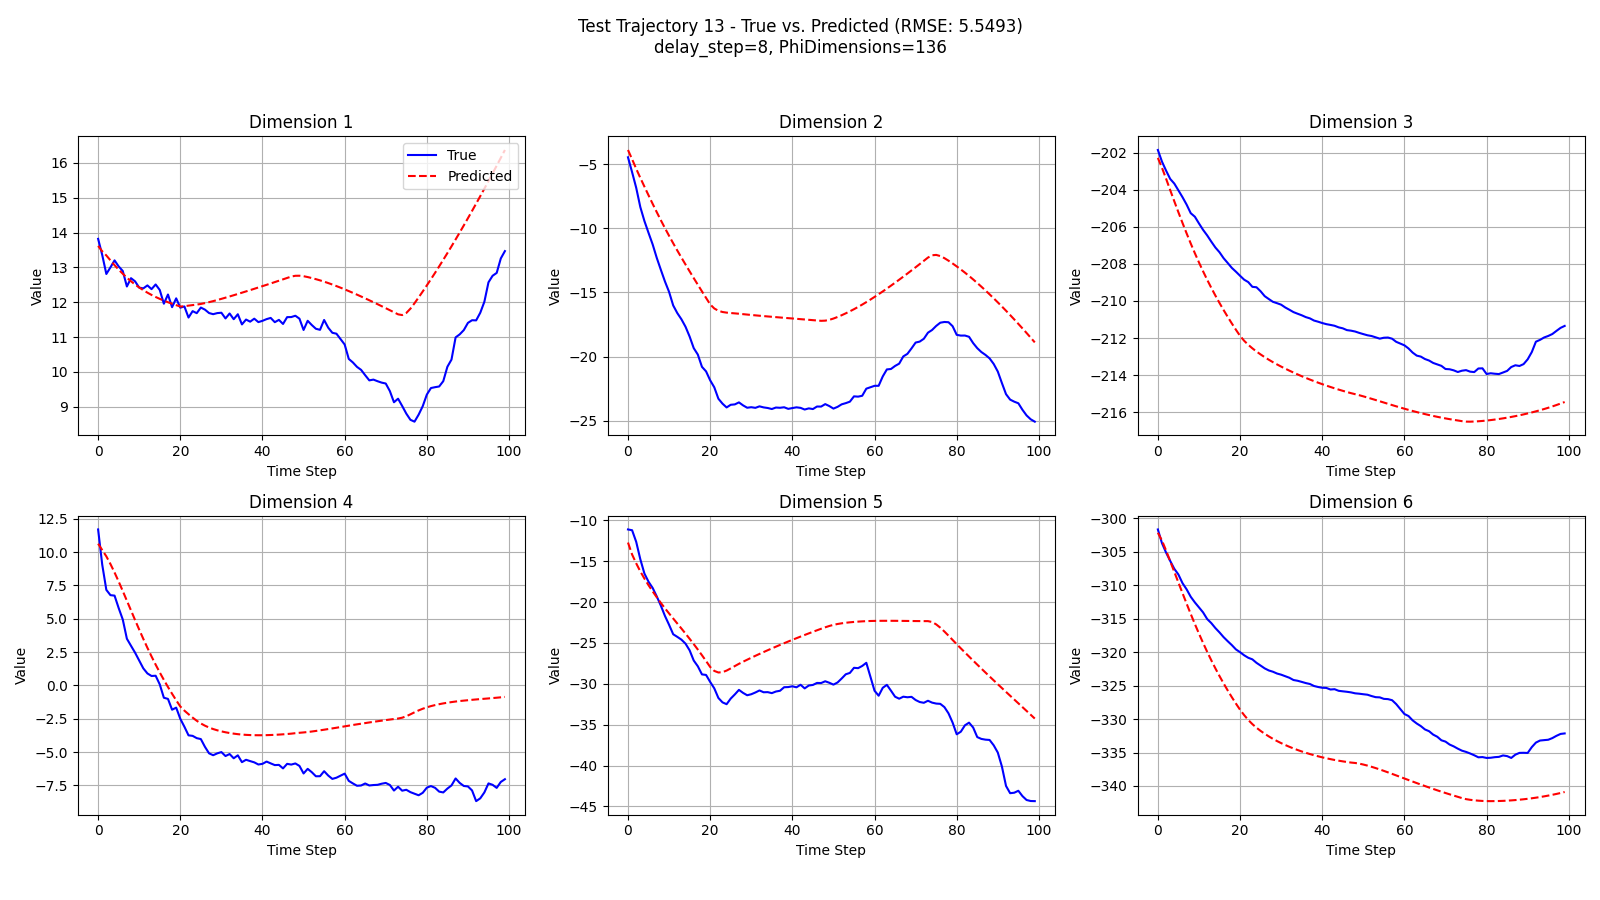 Test Trajectory 13 - True vs. Predicted (RMSE: 5.5493)
delay_step=8, PhiDimensions=136
Dimension 1
16
15
14
13
12
11
10
9
Value
0 20 40 60 80 100
Time Step
True
Predicted
Dimension 2
−5
−10
−15
−20
−25
Value
0 20 40 60 80 100
Time Step
Dimension 3
−202
−204
−206
−208
−210
−212
−214
−216
Value
0 20 40 60 80 100
Time Step
Dimension 4
12.5
10.0
7.5
5.0
2.5
0.0
−2.5
−5.0
−7.5
Value
0 20 40 60 80 100
Time Step
Dimension 5
−10
−15
−20
−25
−30
−35
−40
−45
Value
0 20 40 60 80 100
Time Step
Dimension 6
−300
−305
−310
−315
−320
−325
−330
−335
−340
Value
0 20 40 60 80 100
Time Step